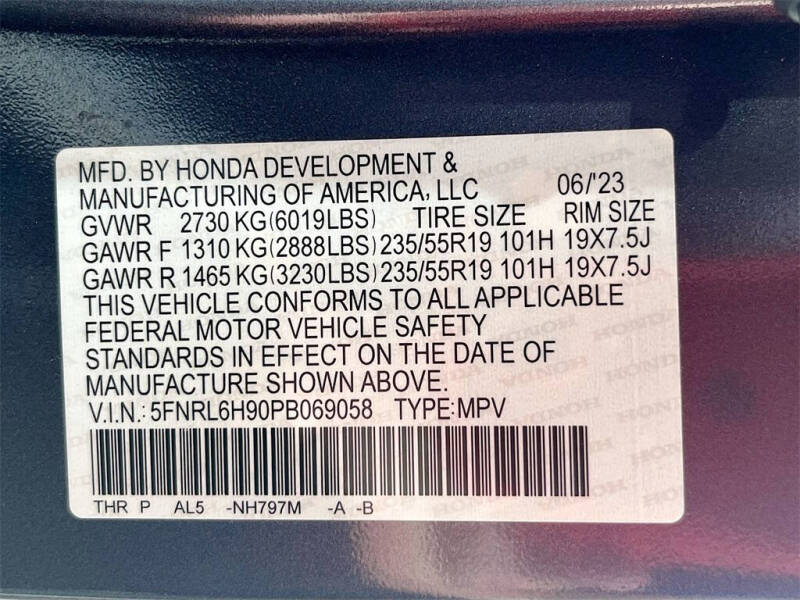 MFD. BY HONDA DEVELOPMENT &
MANUFACTURING OF AMERICA, LLC 06/'23
GVWR 2730 KG(6019LBS) TIRE SIZE RIM SIZE
GAWR F 1310 KG(2888LBS) 235/55R19 101H 19X7.5J
GAWR R 1465 KG(3230LBS) 235/55R19 101H 19X7.5J
THIS VEHICLE CONFORMS TO ALL APPLICABLE
FEDERAL MOTOR VEHICLE SAFETY
STANDARDS IN EFFECT ON THE DATE OF
MANUFACTURE SHOWN ABOVE.
V.I.N.: 5FNRL6H90PB069058 TYPE: MPV
THR P AL5 -NH797M -A -B